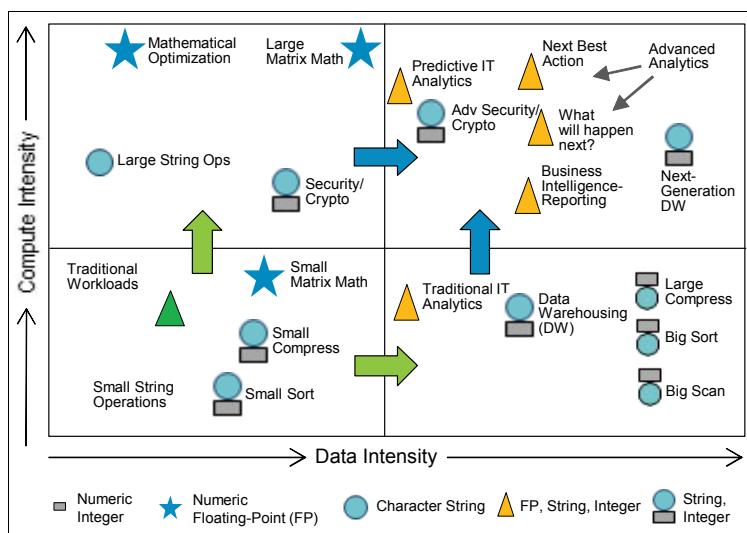 Compute Intensity
Mathematical
Optimization
Large
Matrix Math
Large String Ops
Security/
Crypto
Predictive IT
Analytics
Next Best
Action
Advanced
Analytics
Adv Security/
Crypto
What
will happen
next?
Business
Intelligence-
Reporting
Next-
Generation
DW
Traditional
Workloads
Small
Matrix Math
Small
Compress
Small String
Operations
Small Sort
Traditional IT
Analytics
Data
Warehousing
(DW)
Large
Compress
Big Sort
Big Scan
Data Intensity
Numeric
Integer
Numeric
Floating-Point (FP)
Character String
FP, String, Integer
String,
Integer